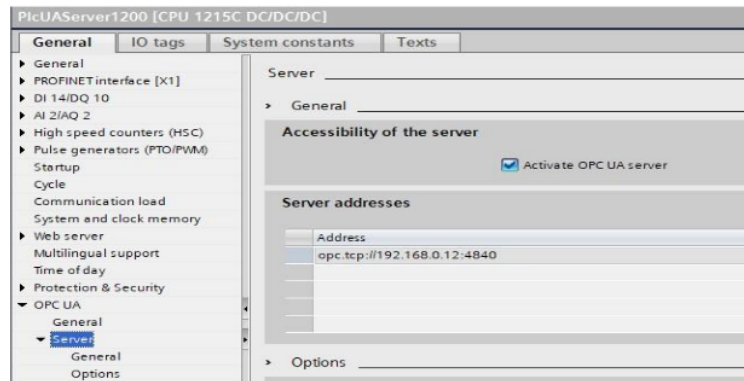 PlcUAServer1200 [CPU 1215C DC/DC/DC]
General IO tags System constants Texts
General
PROFINET interface [X1]
DI 14/DQ 10
AI 2/AQ 2
High speed counters (HSC)
Pulse generators (PTO/PWM)
Startup
Cycle
Communication load
System and clock memory
Web server
Multilingual support
Time of day
Protection & Security
OPC UA
General
Server
General
Options
Server
General
Accessibility of the server
Activate OPC UA server
Server addresses
Address
opc.tcp://192.168.0.12:4840
Options